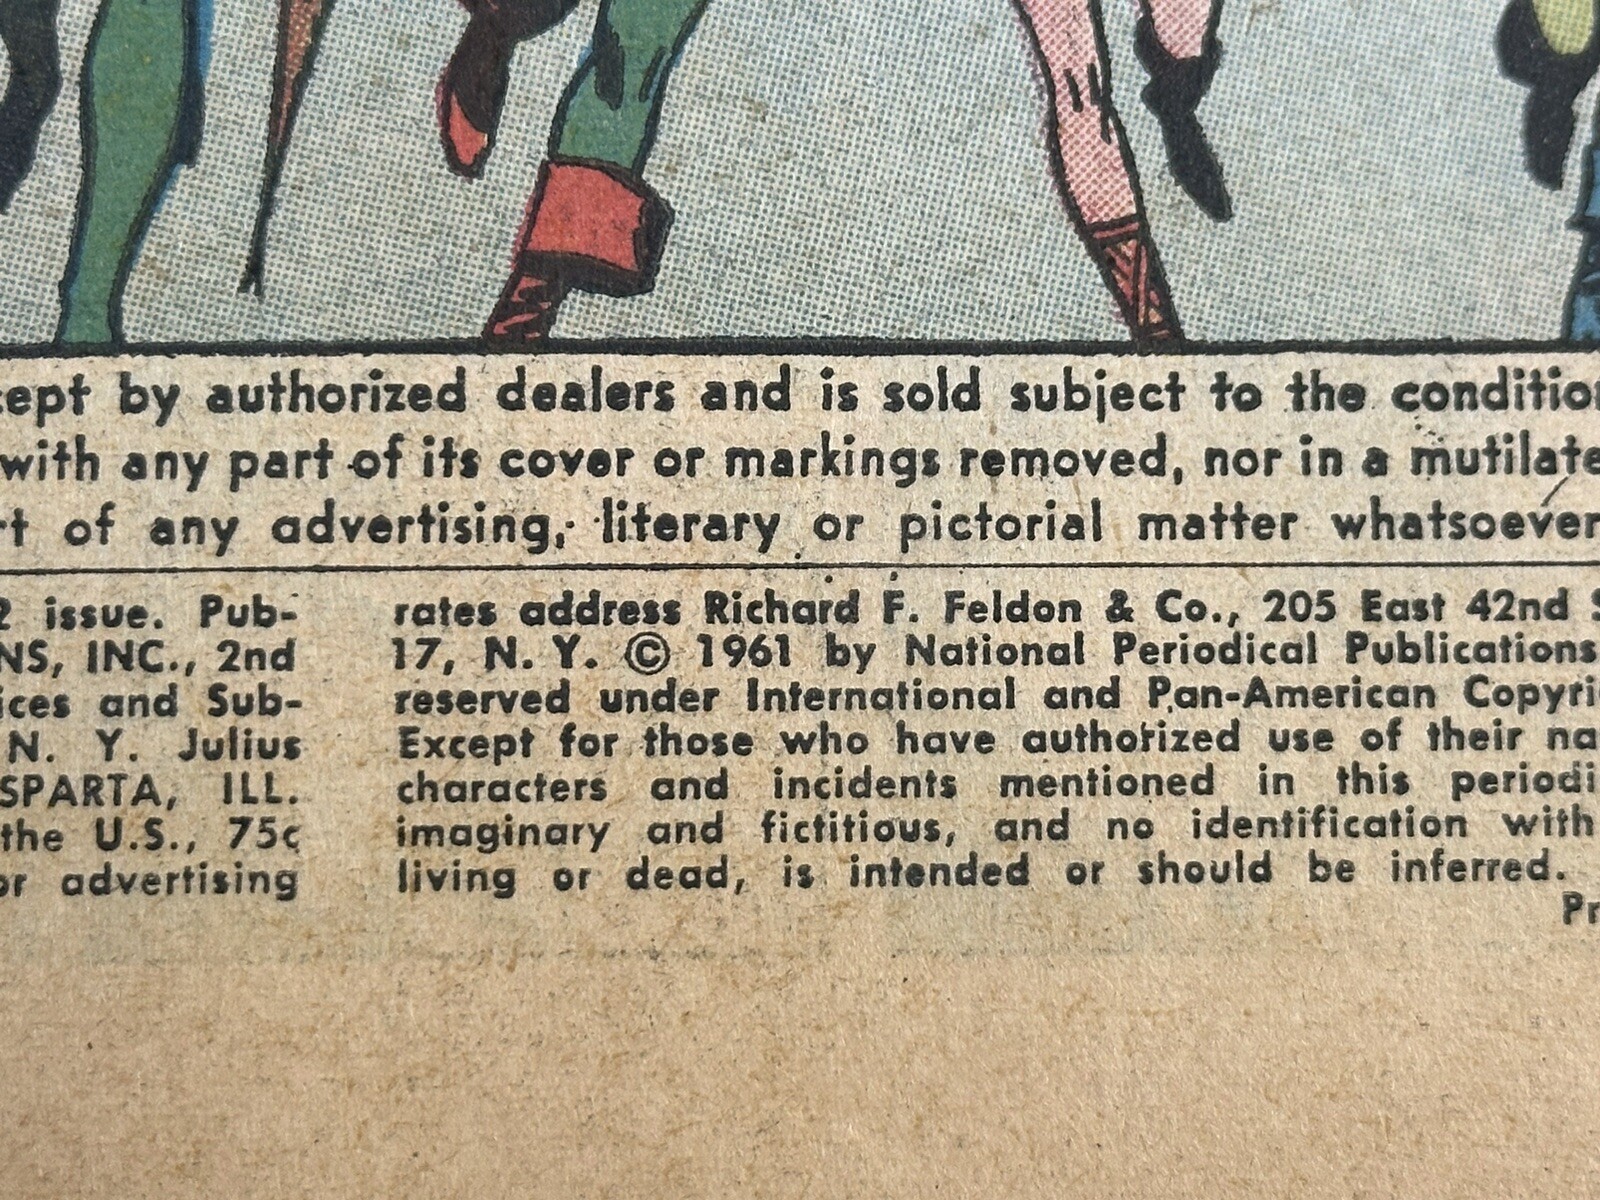 cept by authorized dealers and is sold subject to the condition
with any part of its cover or markings removed, nor in a mutilate
rt of any advertising, literary or pictorial matter whatsoever
2 issue. Pub-
NS, INC., 2nd
ices and Sub-
N. Y. Julius
SPARTA, ILL.
the U.S., 75c
or advertising
rates address Richard F. Feldon & Co., 205 East 42nd S
17, N. Y. © 1961 by National Periodical Publications
reserved under International and Pan-American Copyri
Except for those who have authorized use of their na
characters and incidents mentioned in this periodi
imaginary and fictitious, and no identification with
living or dead, is intended or should be inferred.
Pr